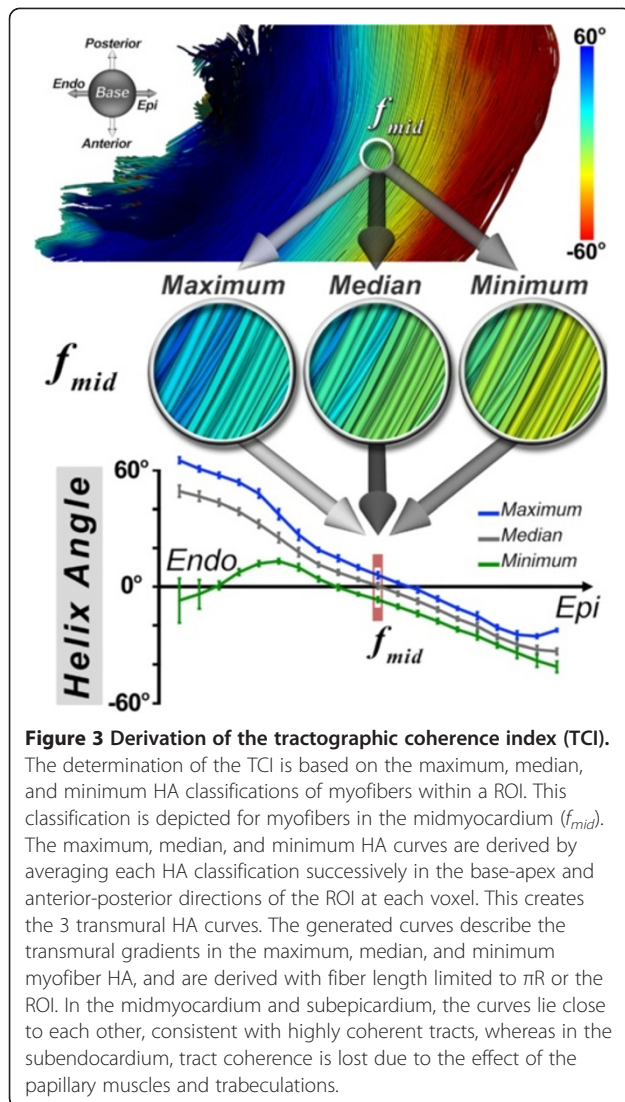 Posterior
60°
Endo
Base
Epi
Anterior
f mid
-60°
Maximum
Median
Minimum
f mid
60°
Maximum
Median
Minimum
Endo
0°
Epi
f mid
Helix Angle
-60°
Figure 3 Derivation of the tractographic coherence index (TCI).
The determination of the TCI is based on the maximum, median,
and minimum HA classifications of myofibers within a ROI. This
classification is depicted for myofibers in the midmyocardium (f mid).
The maximum, median, and minimum HA curves are derived by
averaging each HA classification successively in the base-apex and
anterior-posterior directions of the ROI at each voxel. This creates
the 3 transmural HA curves. The generated curves describe the
transmural gradients in the maximum, median, and minimum
myofiber HA, and are derived with fiber length limited to πR or the
ROI. In the midmyocardium and subepicardium, the curves lie close
to each other, consistent with highly coherent tracts, whereas in the
subendocardium, tract coherence is lost due to the effect of the
papillary muscles and trabeculations.